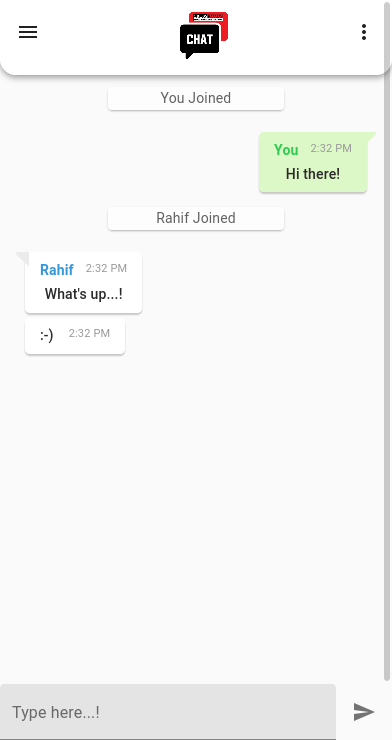 CHAT
You Joined
You 2:32 PM
Hi there!
Rahif Joined
Rahif 2:32 PM
What's up...!
:-) 2:32 PM
Type here...!